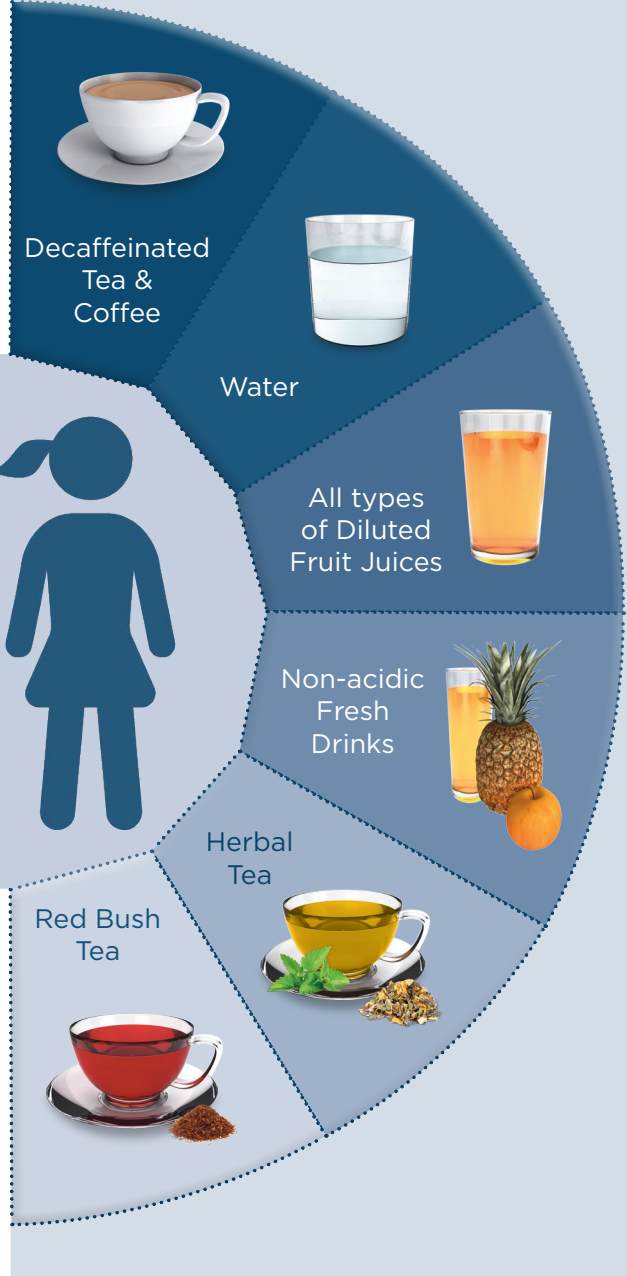 Decaffeinated
Tea &
Coffee
Water
All types
of Diluted
Fruit Juices
Non-acidic
Fresh
Drinks
Herbal
Tea
Red Bush
Tea